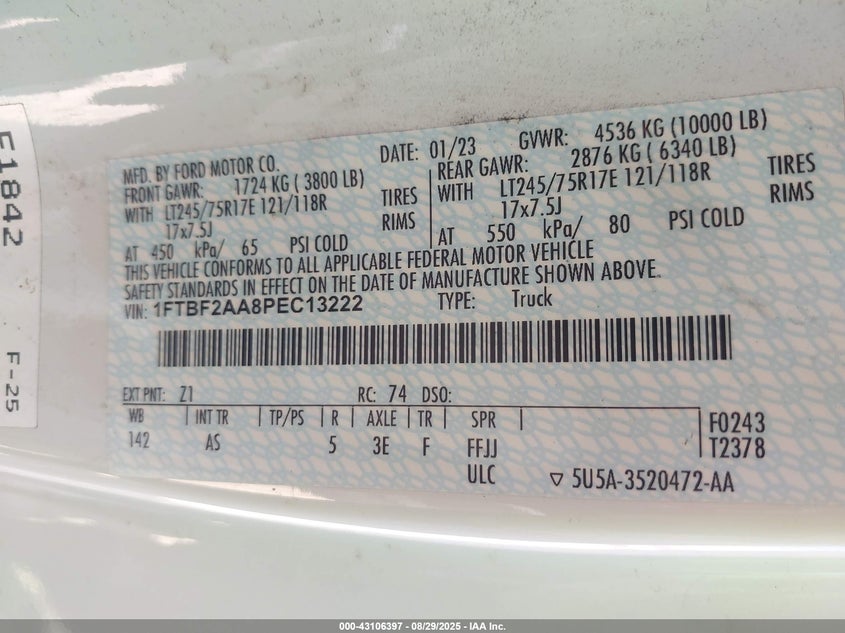 F1842
F-25
MFD. BY FORD MOTOR CO.
DATE: 01/23 GVWR: 4536 KG (10000 LB)
FRONT GAWR: 1724 KG ( 3800 LB)
WITH LT245/75R17E 121/118R TIRES
17x7.5J RIMS
AT 450 kPa/ 65 PSI COLD
REAR GAWR: 2876 KG ( 6340 LB)
WITH LT245/75R17E 121/118R TIRES
17x7.5J RIMS
AT 550 kPa/ 80 PSI COLD
THIS VEHICLE CONFORMS TO ALL APPLICABLE FEDERAL MOTOR VEHICLE
SAFETY STANDARDS IN EFFECT ON THE DATE OF MANUFACTURE SHOWN ABOVE.
VIN: 1FTBF2AA8PEC13222 TYPE: Truck
EXT PNT: Z1 RC: 74 DSO:
WB INT TR TP/PS R AXLE TR SPR F0243
142 AS 5 3E F FFJJ T2378
ULC 5U5A-3520472-AA
000-43106397 - 08/29/2025 - IAA Inc.